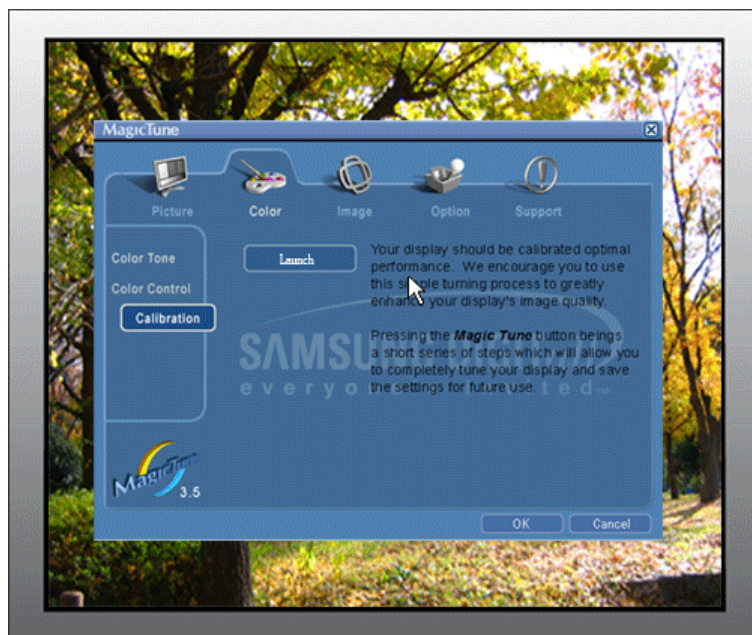 MagicTune
Picture
Color
Image
Option
Support
Color Tone
Color Control
Calibration
Launch
Your display should be calibrated optimal
performance. We encourage you to use
this simple turning process to greatly
enhance your display's image quality.
Pressing the Magic Tune button beings
a short series of steps which will allow you
to completely tune your display and save
the settings for future use.
MagicTune
3.5
OK
Cancel